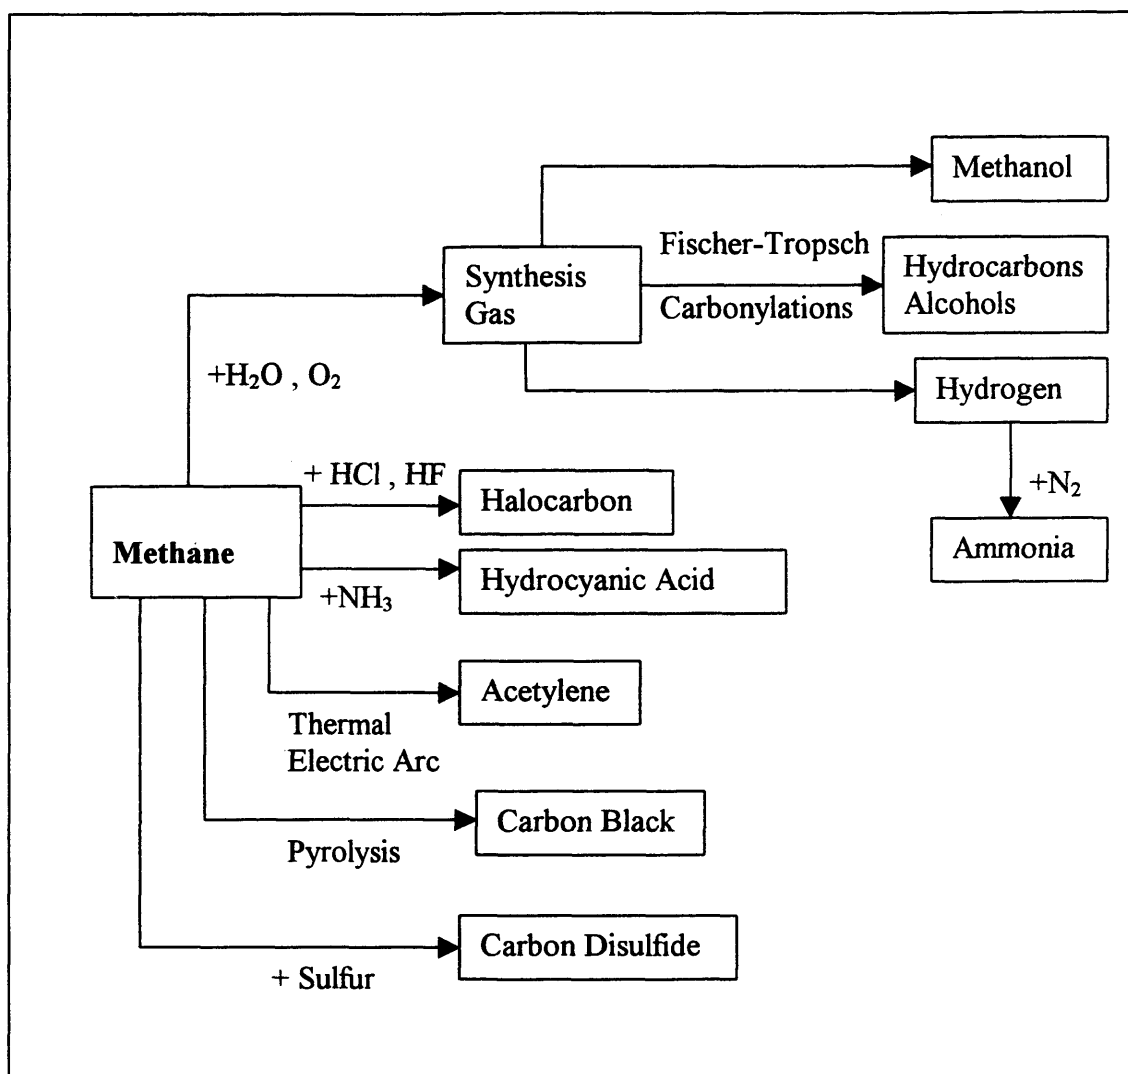 Methanol
Fischer-Tropsch
Synthesis
Gas
Hydrocarbons
Alcohols
Carbonylations
+H₂O , O₂
Hydrogen
+ HCl , HF
+N₂
Halocarbon
Methane
Ammonia
Hydrocyanic Acid
+NH₃
Acetylene
Thermal
Electric Arc
Carbon Black
Pyrolysis
Carbon Disulfide
+ Sulfur